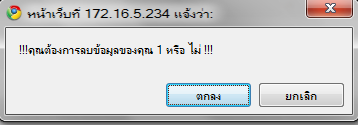 หน้าเว็บที่ 172.16.5.234 แจ้งว่า:
!!!คุณต้องการลบข้อมูลของคุณ 1 หรือ ไม่ !!!
ตกลง ยกเลิก